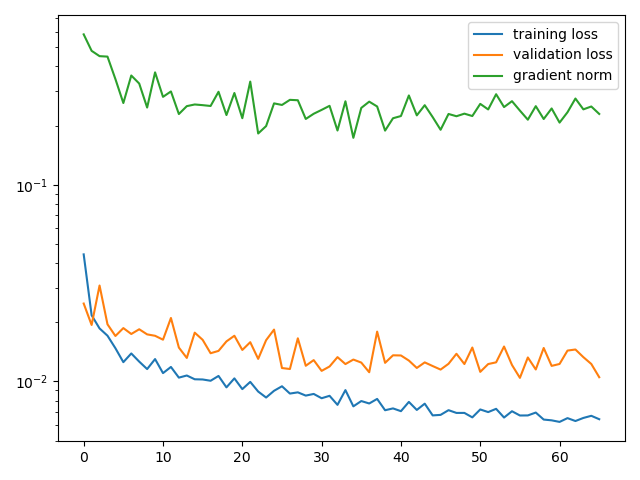 training loss
validation loss
gradient norm
10⁻¹
10⁻²
0 10 20 30 40 50 60